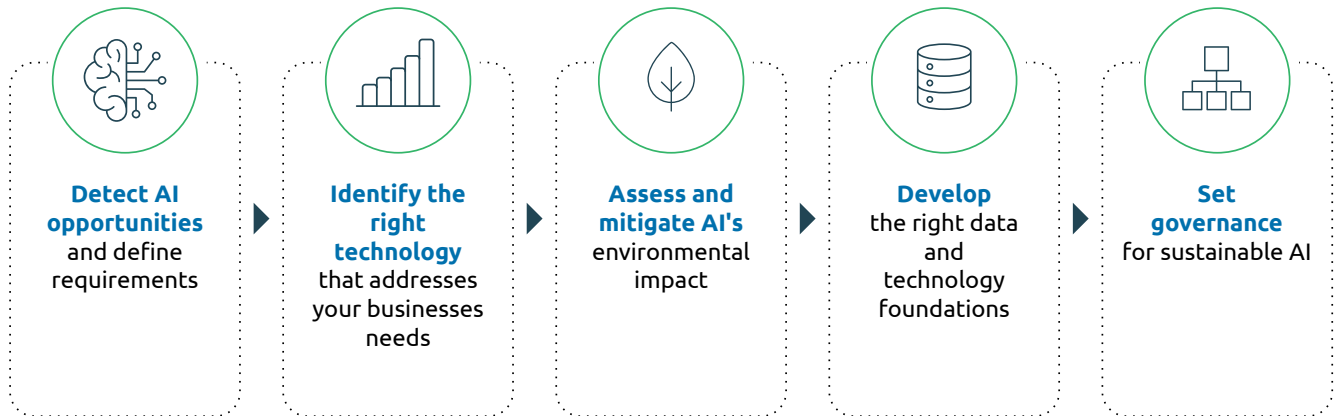 Detect AI
opportunities
and define
requirements
Identify the
right
technology
that addresses
your businesses
needs
Assess and
mitigate AI's
environmental
impact
Develop
the right data
and
technology
foundations
Set
governance
for sustainable AI